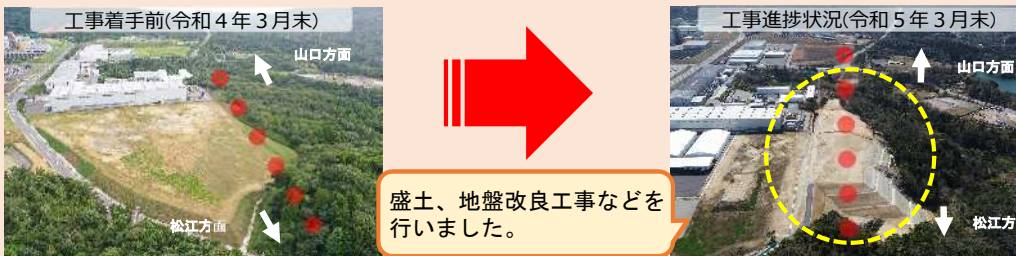 工事着手前(令和４年３月末)
山口方面
松江方面
盛土、地盤改良工事などを
行いました。
工事進捗状況(令和５年３月末)
山口方面
松江方